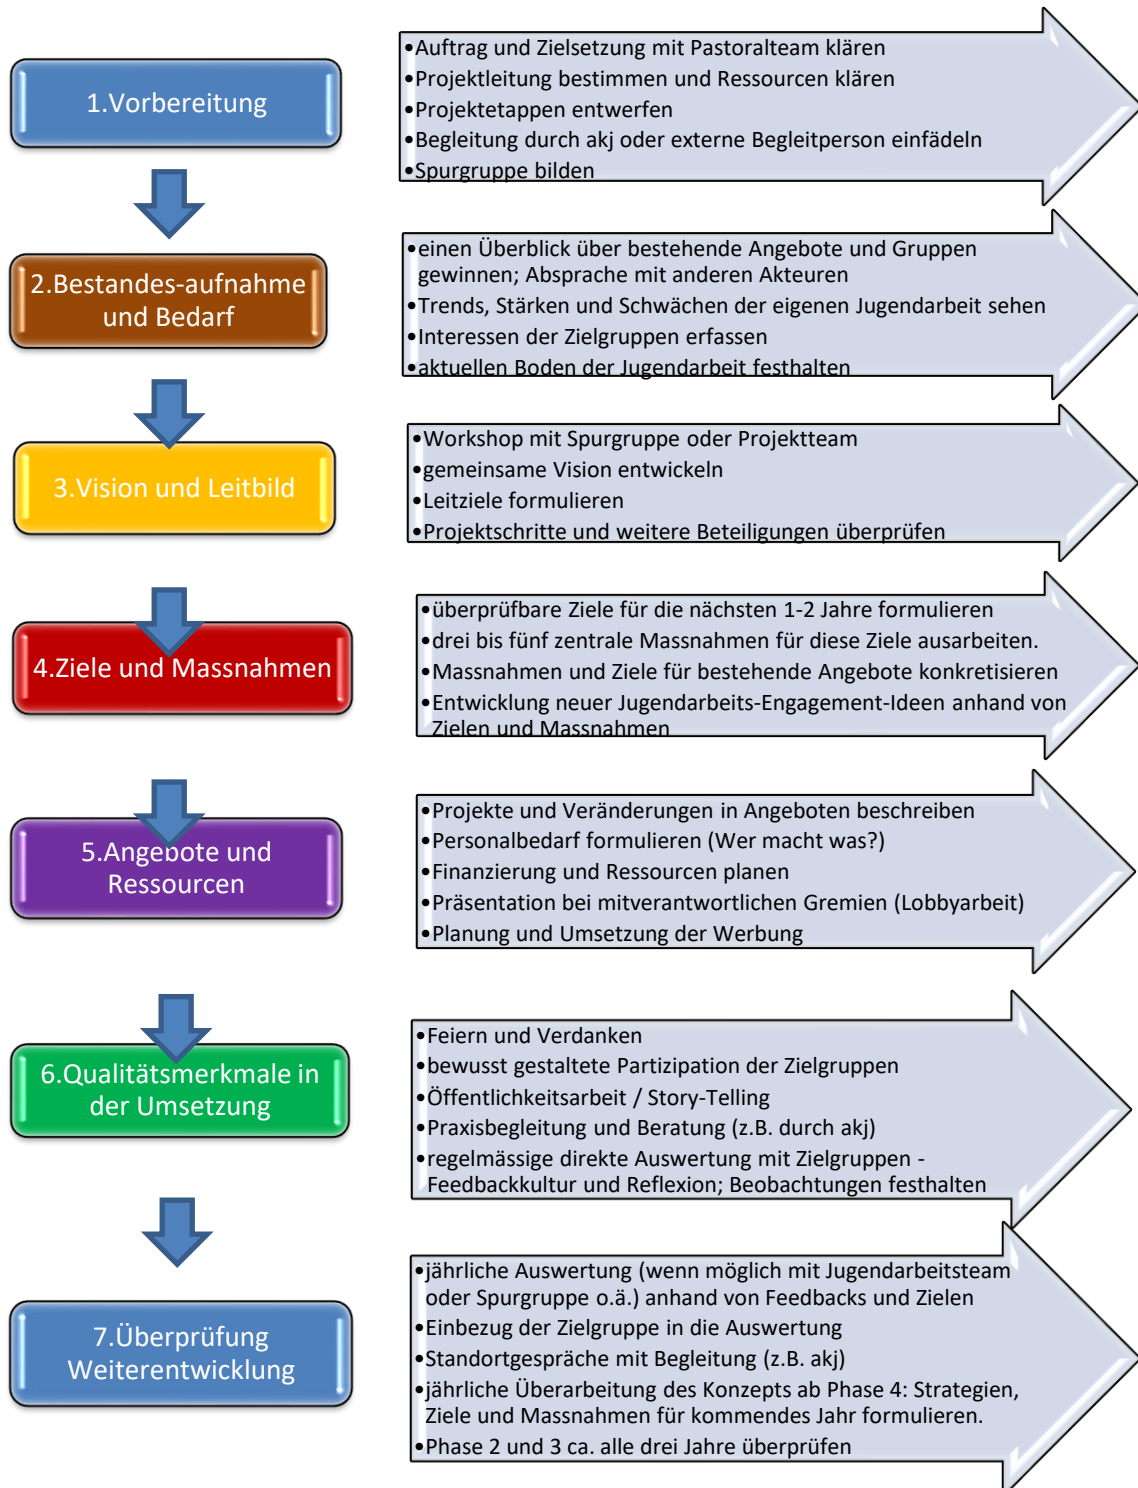 1.Vorbereitung
•Auftrag und Zielsetzung mit Pastoralteam klären
•Projektleitung bestimmen und Ressourcen klären
•Projektetappen entwerfen
•Begleitung durch akj oder externe Begleitperson einfädeln
•Spurgruppe bilden
2.Bestandes-aufnahme
und Bedarf
•einen Überblick über bestehende Angebote und Gruppen
gewinnen; Absprache mit anderen Akteuren
•Trends, Stärken und Schwächen der eigenen Jugendarbeit sehen
•Interessen der Zielgruppen erfassen
•aktuellen Boden der Jugendarbeit festhalten
3.Vision und Leitbild
•Workshop mit Spurgruppe oder Projektteam
•gemeinsame Vision entwickeln
•Leitziele formulieren
•Projektschritte und weitere Beteiligungen überprüfen
4.Ziele und Massnahmen
•überprüfbare Ziele für die nächsten 1-2 Jahre formulieren
•drei bis fünf zentrale Massnahmen für diese Ziele ausarbeiten.
•Massnahmen und Ziele für bestehende Angebote konkretisieren
•Entwicklung neuer Jugendarbeits-Engagement-Ideen anhand von
Zielen und Massnahmen
5.Angebote und
Ressourcen
•Projekte und Veränderungen in Angeboten beschreiben
•Personalbedarf formulieren (Wer macht was?)
•Finanzierung und Ressourcen planen
•Präsentation bei mitverantwortlichen Gremien (Lobbyarbeit)
•Planung und Umsetzung der Werbung
6.Qualitätsmerkmale in
der Umsetzung
•Feiern und Verdanken
•bewusst gestaltete Partizipation der Zielgruppen
•Öffentlichkeitsarbeit / Story-Telling
•Praxisbegleitung und Beratung (z.B. durch akj)
•regelmässige direkte Auswertung mit Zielgruppen -
Feedbackkultur und Reflexion; Beobachtungen festhalten
7.Überprüfung
Weiterentwicklung
•jährliche Auswertung (wenn möglich mit Jugendarbeitsteam
oder Spurgruppe o.ä.) anhand von Feedbacks und Zielen
•Einbezug der Zielgruppe in die Auswertung
•Standortgespräche mit Begleitung (z.B. akj)
•jährliche Überarbeitung des Konzepts ab Phase 4: Strategien,
Ziele und Massnahmen für kommendes Jahr formulieren.
•Phase 2 und 3 ca. alle drei Jahre überprüfen